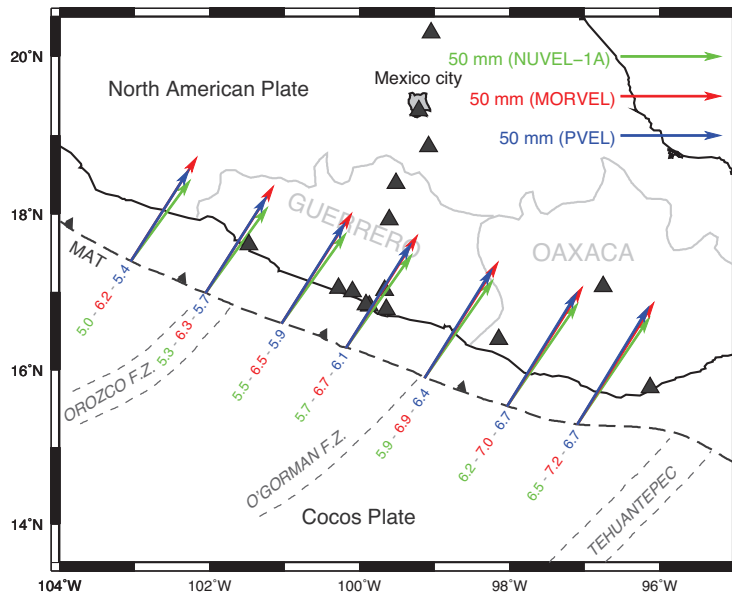 20°N
18°N
16°N
14°N
104°W
102°W
100°W
98°W
96°W
North American Plate
Mexico city
50 mm (NUVEL−1A)
50 mm (MORVEL)
50 mm (PVEL)
GUERRERO
OAXACA
MAT
5.0 - 6.2 - 5.4
5.3 - 6.3 - 5.7
5.5 - 6.5 - 5.9
5.7 - 6.7 - 6.1
5.9 - 6.9 - 6.4
6.2 - 7.0 - 6.7
6.5 - 7.2 - 6.7
OROZCO F.Z.
O'GORMAN F.Z.
TEHUANTEPEC
Cocos Plate